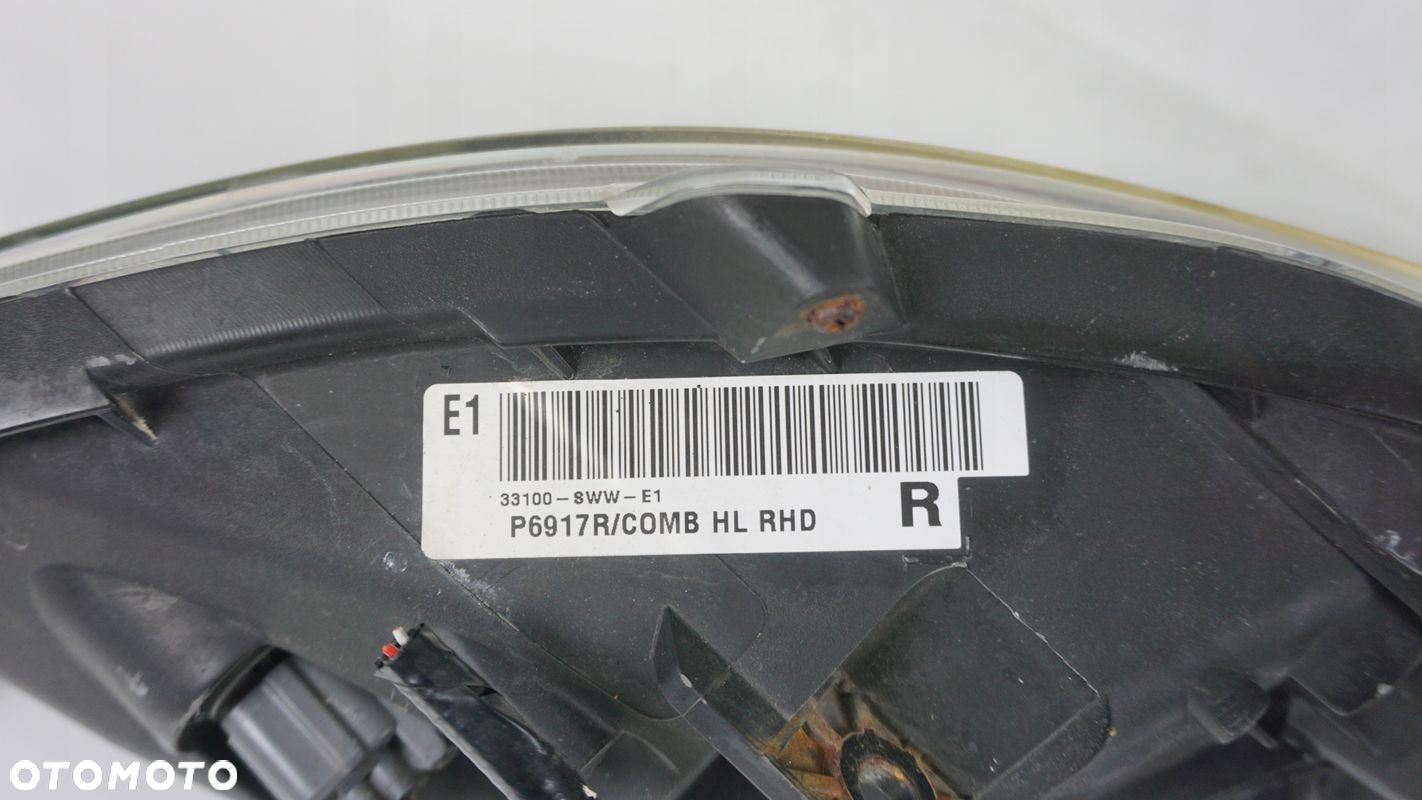 E1
33100-SWW-E1
P6917R/COMB HL RHD
R
OTOMOTO